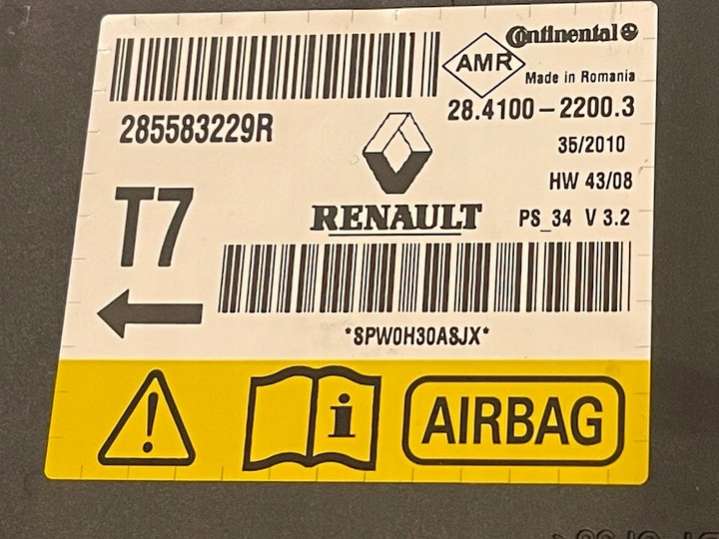 Continental
AMR
Made in Romania
285583229R
28.4100-2200.3
35/2010
HW 43/08
T7
RENAULT
PS_34 V 3.2
*SPW0H30A8JX*
AIRBAG